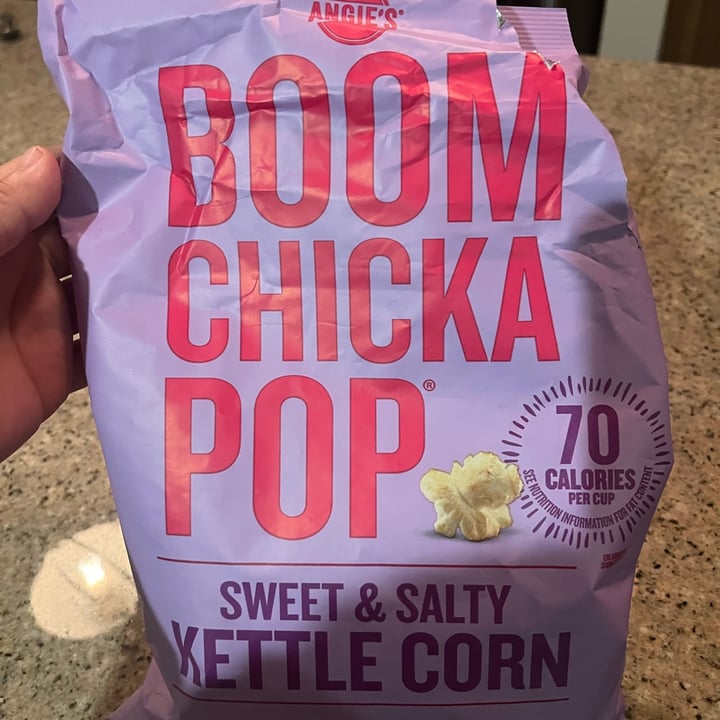 ANGIE'S®
BOOM
CHICKA
POP®
70
CALORIES
PER CUP
SEE NUTRITION INFORMATION FOR FAT CONTENT
SWEET & SALTY
KETTLE CORN